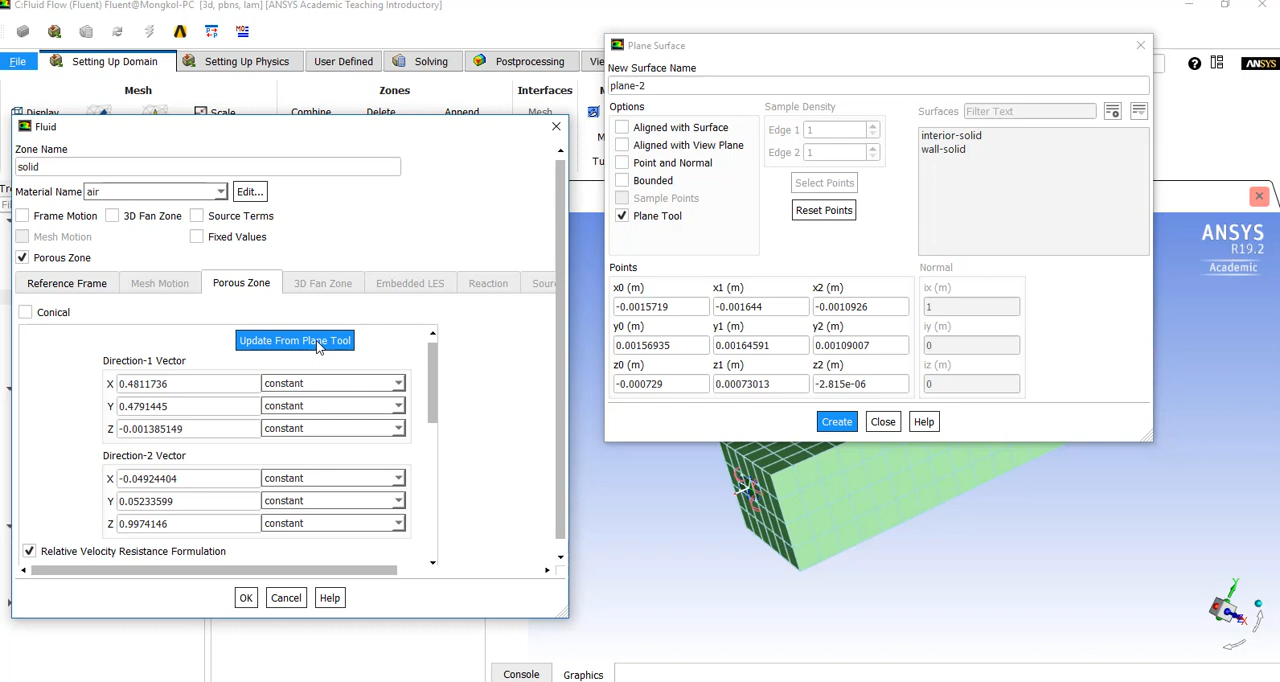 C:Fluid Flow (Fluent) Fluent@Mongkol-PC [3d, pbns, lam] [ANSYS Academic Teaching Introductory]
File Setting Up Domain Setting Up Physics User Defined Solving Postprocessing ANSYS
Mesh Zones Interfaces
Display Scale Combine Delete Append Mesh
Fluid
Zone Name
solid
Material Name air Edit...
Frame Motion 3D Fan Zone Source Terms
Mesh Motion Fixed Values
Porous Zone
Reference Frame Mesh Motion Porous Zone 3D Fan Zone Embedded LES Reaction
Conical
Update From Plane Tool
Direction-1 Vector
X 0.4811736 constant
Y 0.4791445 constant
Z -0.001385149 constant
Direction-2 Vector
X -0.04924404 constant
Y 0.05233599 constant
Z 0.9974146 constant
Relative Velocity Resistance Formulation
OK Cancel Help
Plane Surface
New Surface Name
plane-2
Options Sample Density Surfaces Filter Text
Aligned with Surface Edge 1 1
Aligned with View Plane Edge 2 1
Point and Normal
Bounded Select Points
Sample Points
Plane Tool Reset Points
interior-solid
wall-solid
Points Normal
x0 (m) x1 (m) x2 (m) ix (m)
-0.0015719 -0.001644 -0.0010926 1
y0 (m) y1 (m) y2 (m) iy (m)
0.00156935 0.00164591 0.00109007 0
z0 (m) z1 (m) z2 (m) iz (m)
-0.000729 0.00073013 -2.815e-06 0
Create Close Help
ANSYS
R19.2
Academic
Y
X
Console Graphics